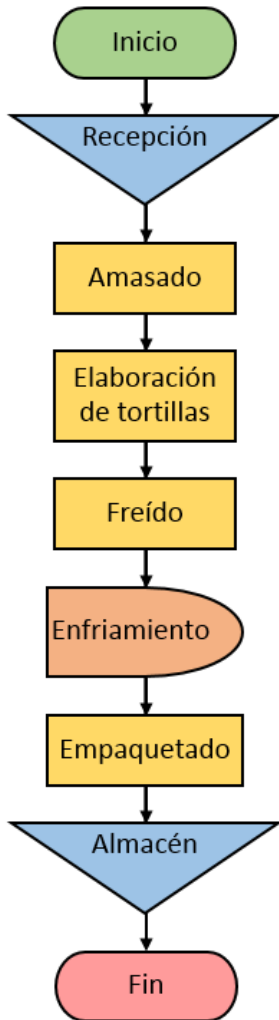 Inicio
Recepción
Amasado
Elaboración
de tortillas
Freído
Enfriamiento
Empaquetado
Almacén
Fin